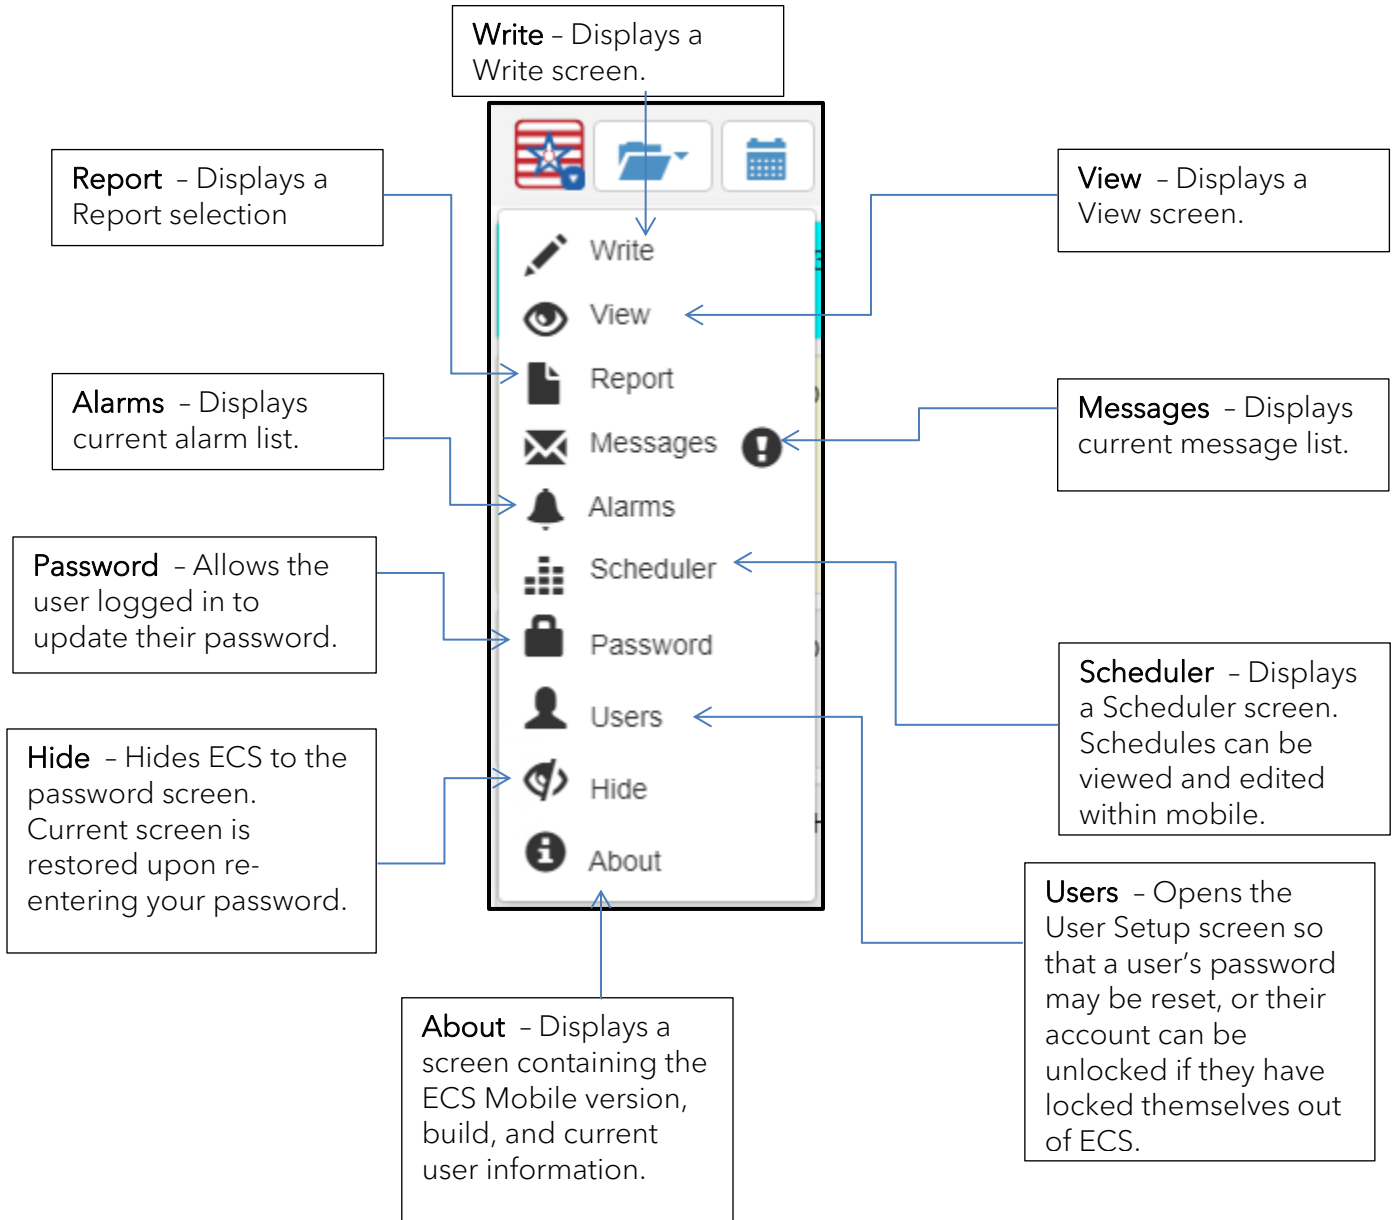 Write – Displays a
Write screen.
Report – Displays a
Report selection
View – Displays a
View screen.
Write
View
Report
Messages
Alarms
Scheduler
Password
Users
Hide
About
Alarms – Displays
current alarm list.
Messages – Displays
current message list.
Password – Allows the
user logged in to
update their password.
Scheduler – Displays
a Scheduler screen.
Schedules can be
viewed and edited
within mobile.
Hide – Hides ECS to the
password screen.
Current screen is
restored upon re-
entering your password.
Users – Opens the
User Setup screen so
that a user’s password
may be reset, or their
account can be
unlocked if they have
locked themselves out
of ECS.
About – Displays a
screen containing the
ECS Mobile version,
build, and current
user information.